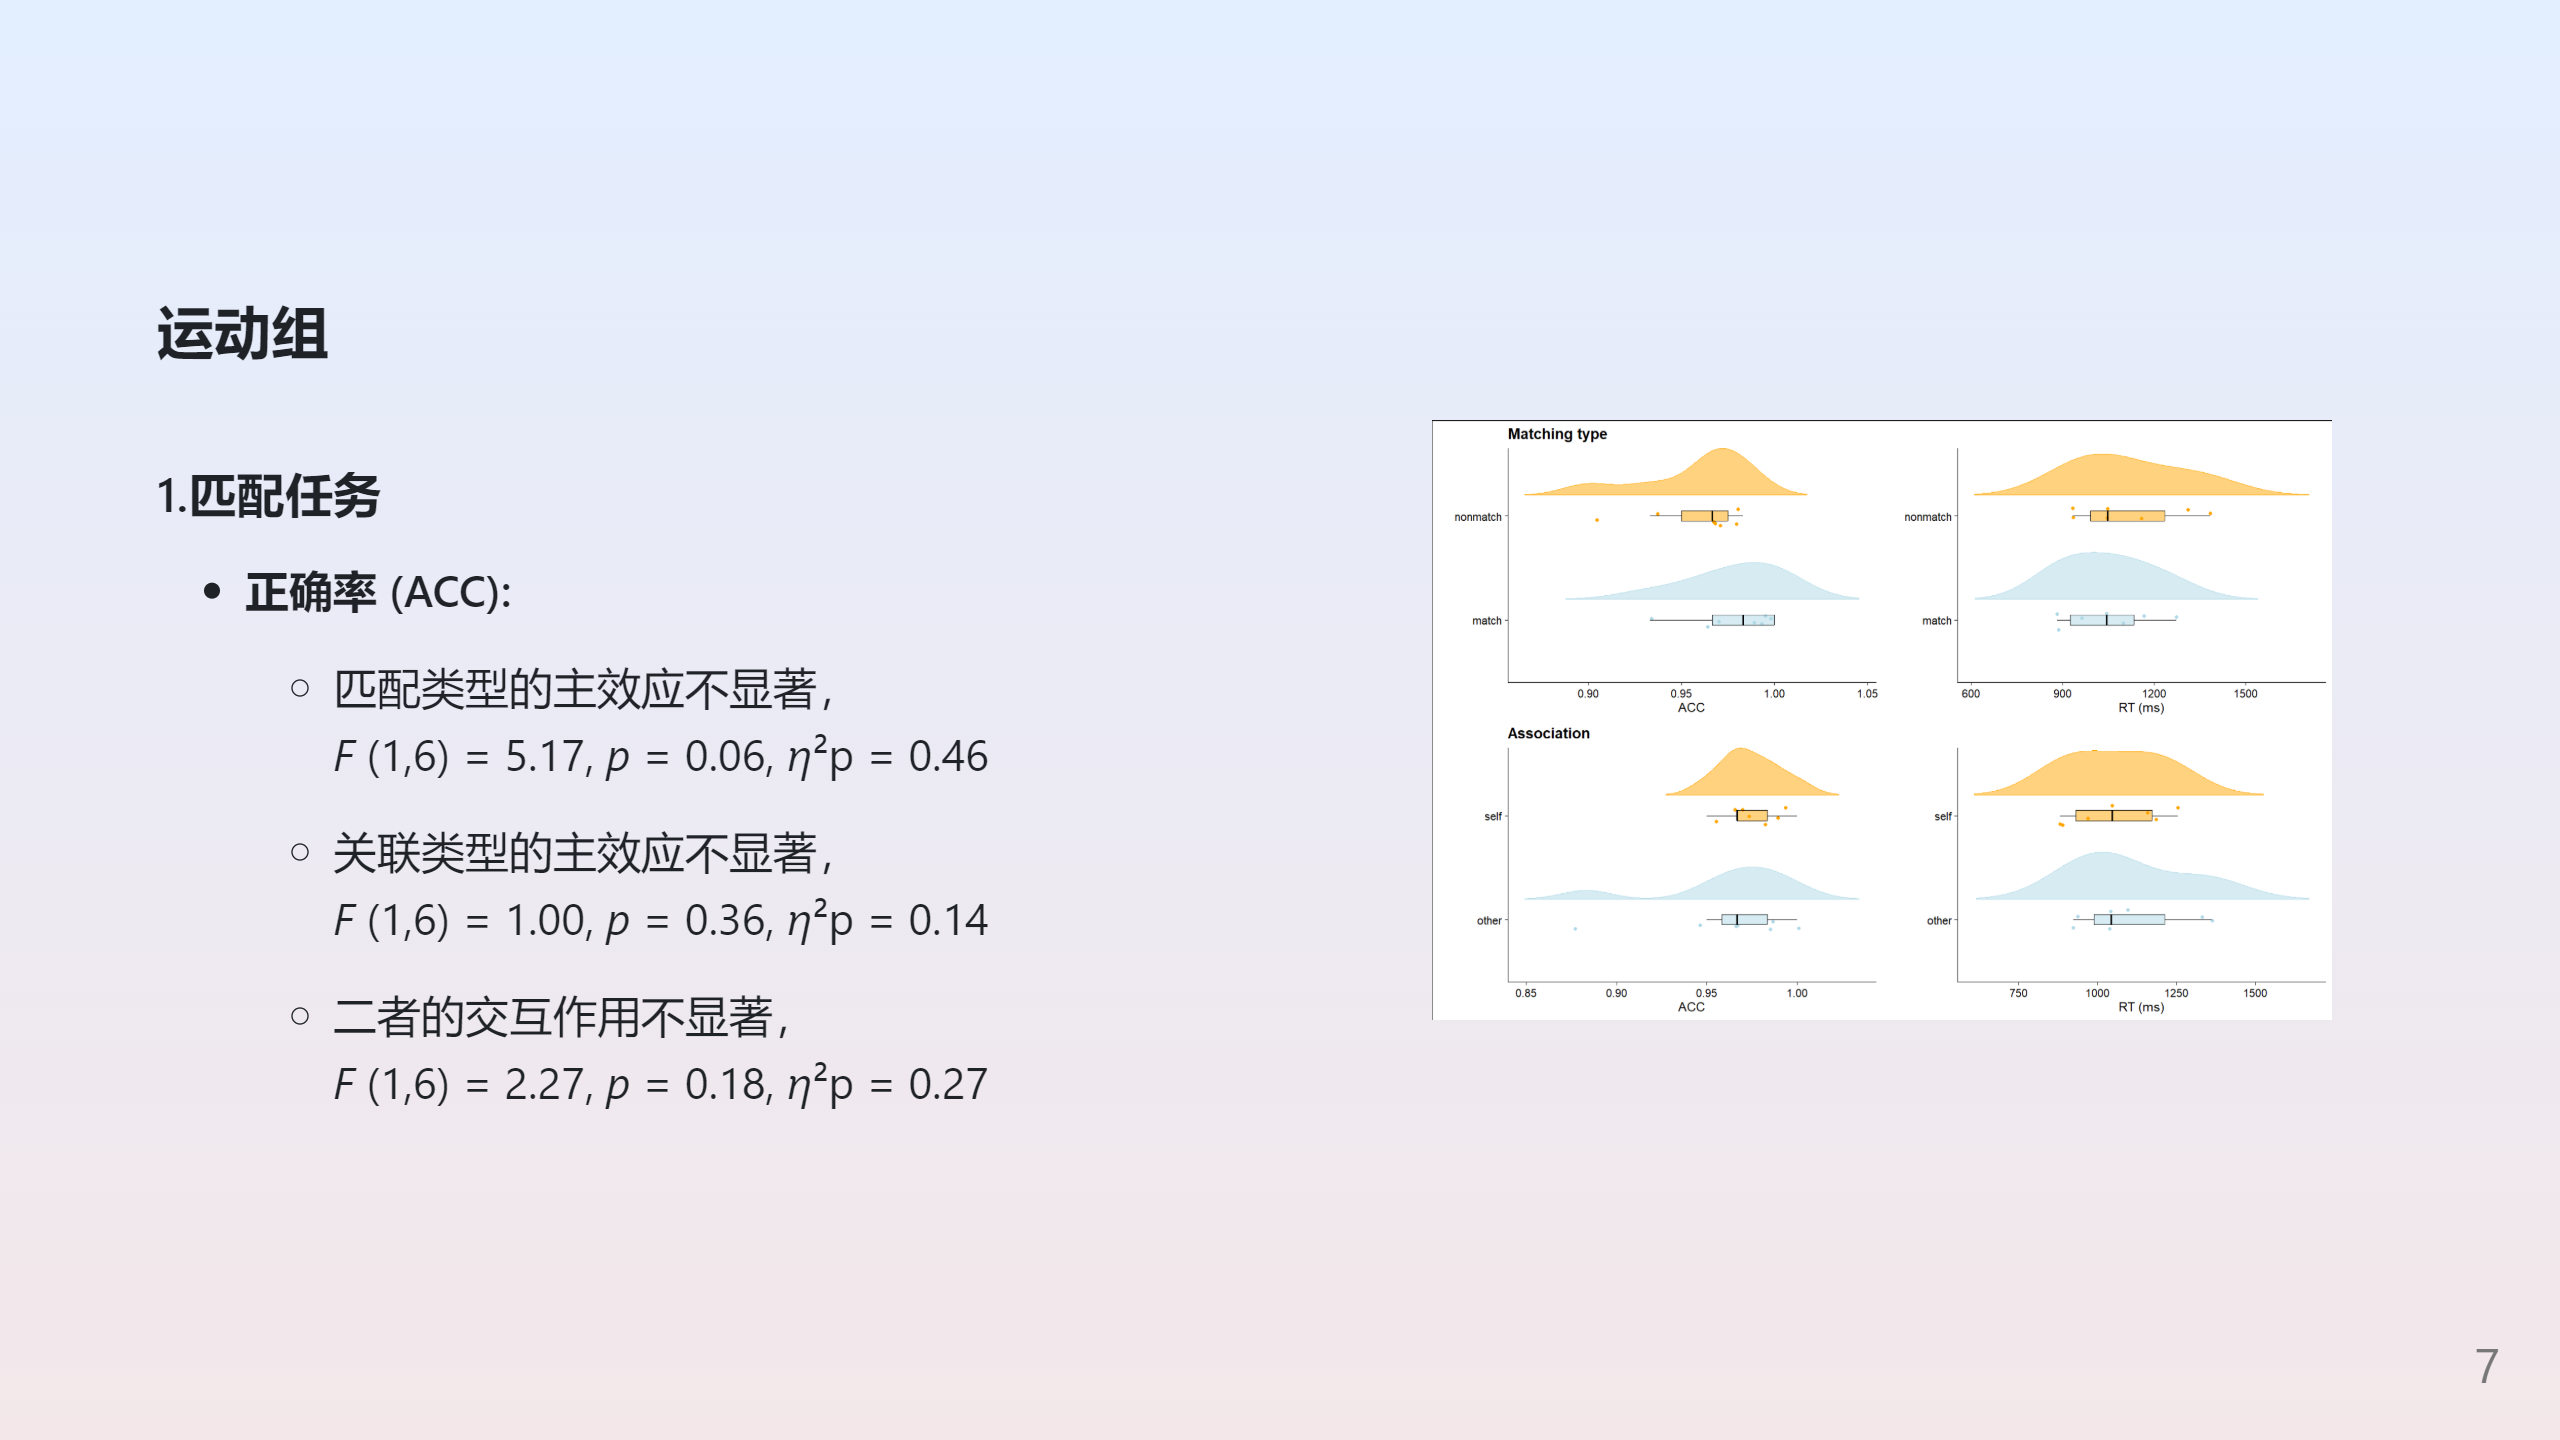 运动组
1.匹配任务
• 正确率 (ACC):
○ 匹配类型的主效应不显著，
F (1,6) = 5.17, p = 0.06, η²p = 0.46
○ 关联类型的主效应不显著，
F (1,6) = 1.00, p = 0.36, η²p = 0.14
○ 二者的交互作用不显著，
F (1,6) = 2.27, p = 0.18, η²p = 0.27
Matching type
nonmatch
match
0.90 0.95 1.00 1.05
ACC
nonmatch
match
600 900 1200 1500
RT (ms)
Association
self
other
0.85 0.90 0.95 1.00
ACC
self
other
750 1000 1250 1500
RT (ms)
7